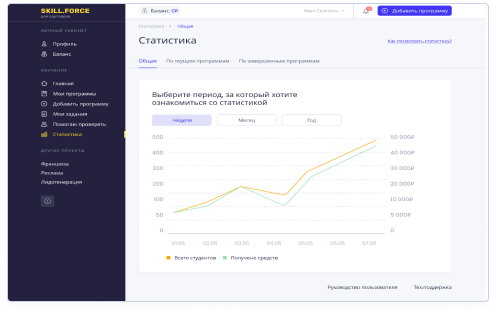 SKILL.FORCE
для партнеров
ЛИЧНЫЙ КАБИНЕТ
Профиль
Баланс
ОБУЧЕНИЕ
Главная
Мои программы
Добавить программу
Мои задания
Помогаю проверять
Статистика
ДРУГИЕ ПРОЕКТЫ
Франшиза
Реклама
Лидогенерация
Баланс: 0₽
Добавить программу
Статистика > Общая
Статистика
Как посмотреть статистику?
Общая По текущим программам По завершенным программам
Выберите период, за который хотите
ознакомиться со статистикой
Неделя Месяц Год
500 50 000₽
400 40 000₽
300 30 000₽
200 20 000₽
100 10 000₽
50 5 000₽
0 0
01.06 02.06 03.06 04.06 05.06 06.06 07.06
Всего студентов Получено средств
Руководство пользователя Тех.поддержка